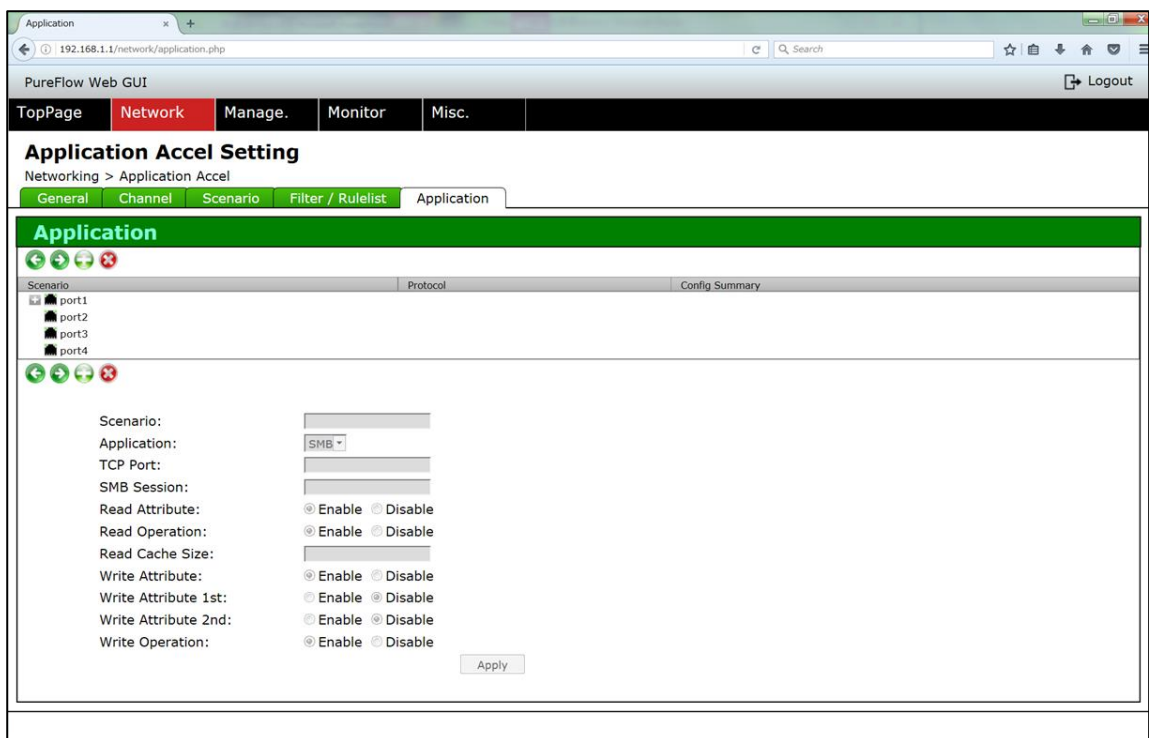 Application
192.168.1.1/network/application.php
Search
PureFlow Web GUI
Logout
TopPage Network Manage. Monitor Misc.
Application Accel Setting
Networking > Application Accel
General Channel Scenario Filter / Rulelist Application
Application
Scenario Protocol Config Summary
port1
port2
port3
port4
Scenario:
Application: SMB
TCP Port:
SMB Session:
Read Attribute: Enable Disable
Read Operation: Enable Disable
Read Cache Size:
Write Attribute: Enable Disable
Write Attribute 1st: Enable Disable
Write Attribute 2nd: Enable Disable
Write Operation: Enable Disable
Apply